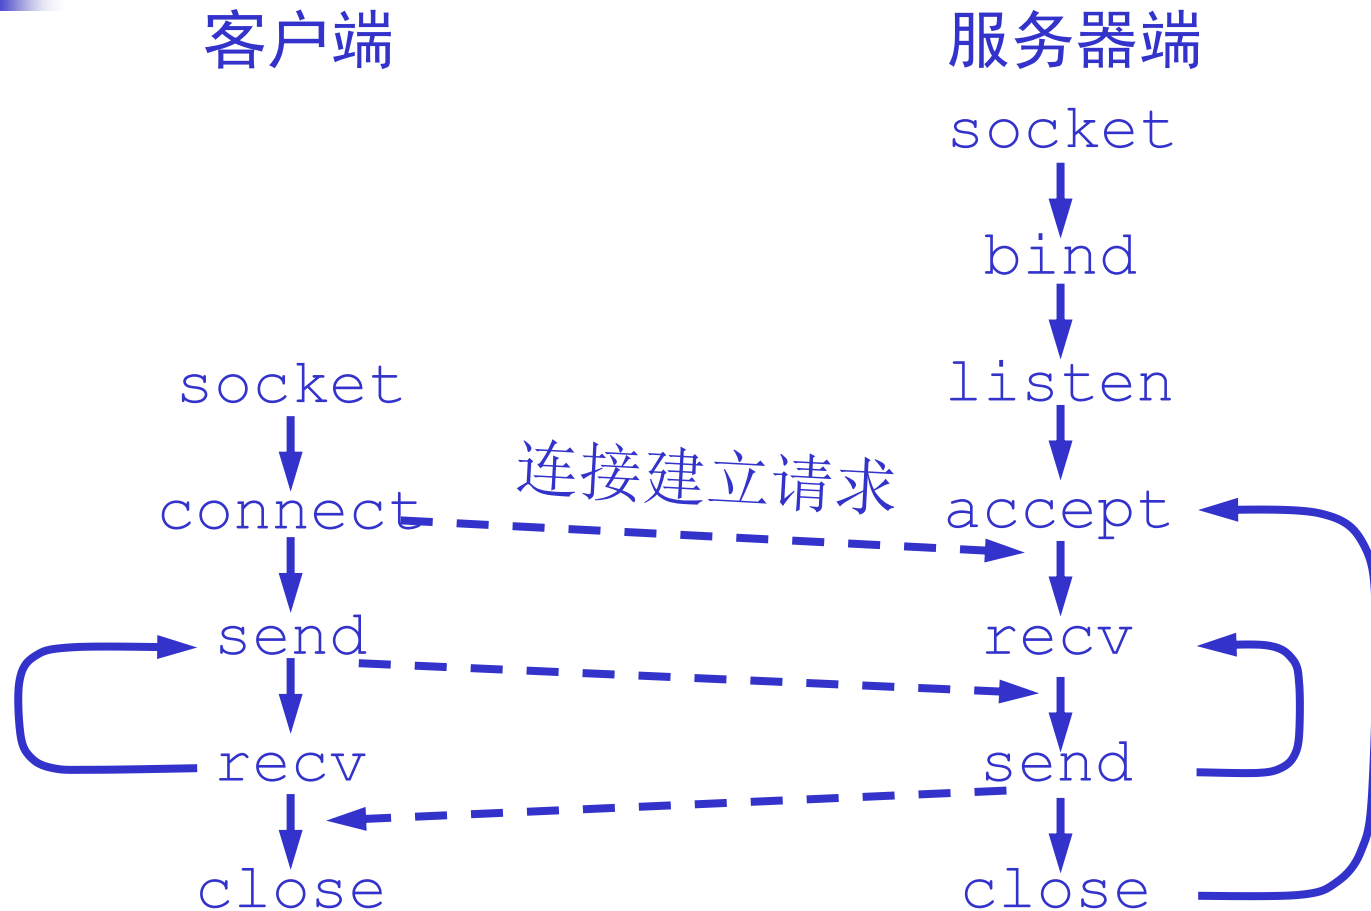 客户端
服务器端
socket
bind
listen
socket
连接建立请求
connect
accept
send
recv
recv
send
close
close